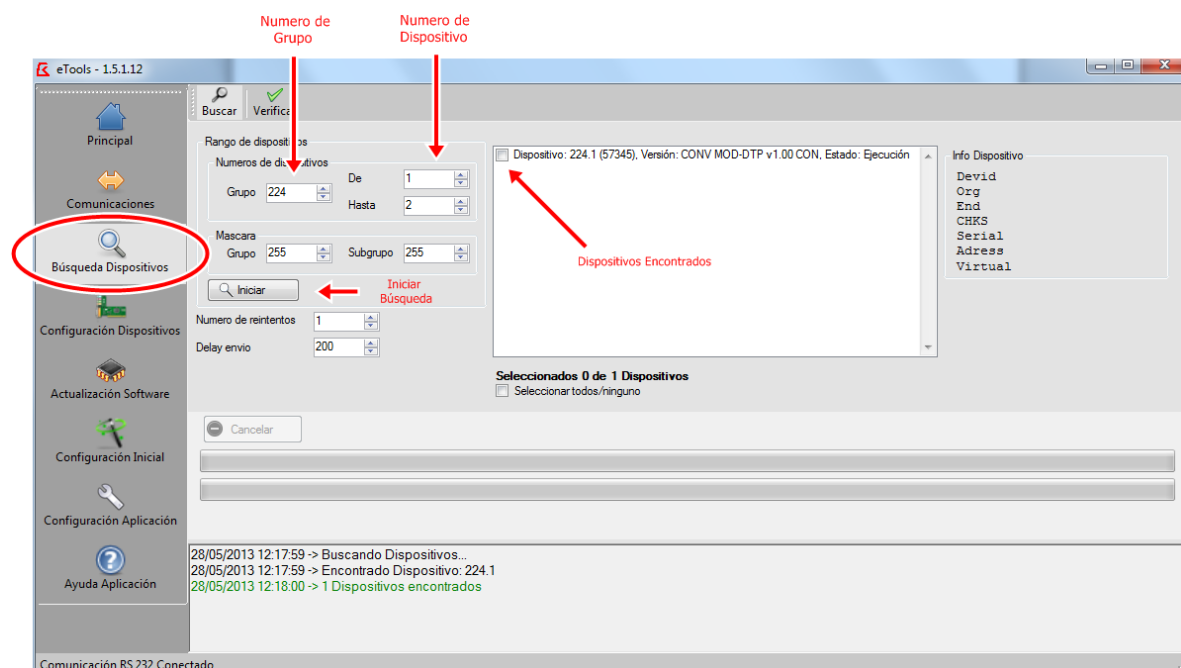 Numero de
Grupo
Numero de
Dispositivo
eTools - 1.5.1.12
Principal
Comunicaciones
Búsqueda Dispositivos
Configuración Dispositivos
Actualización Software
Configuración Inicial
Configuración Aplicación
Ayuda Aplicación
Buscar
Verificar
Rango de dispositivos
Numeros de dispositivos
Grupo 224
De 1
Hasta 2
Mascara
Grupo 255
Subgrupo 255
Iniciar
Iniciar
Búsqueda
Numero de reintentos 1
Delay envio 200
Dispositivo: 224.1 (57345), Versión: CONV MOD-DTP v1.00 CON, Estado: Ejecución
Dispositivos Encontrados
Info Dispositivo
Devid
Org
End
CHKS
Serial
Adress
Virtual
Seleccionados 0 de 1 Dispositivos
Seleccionar todos/ninguno
Cancelar
28/05/2013 12:17:59 -> Buscando Dispositivos...
28/05/2013 12:17:59 -> Encontrado Dispositivo: 224.1
28/05/2013 12:18:00 -> 1 Dispositivos encontrados
Comunicación RS 232 Conectado